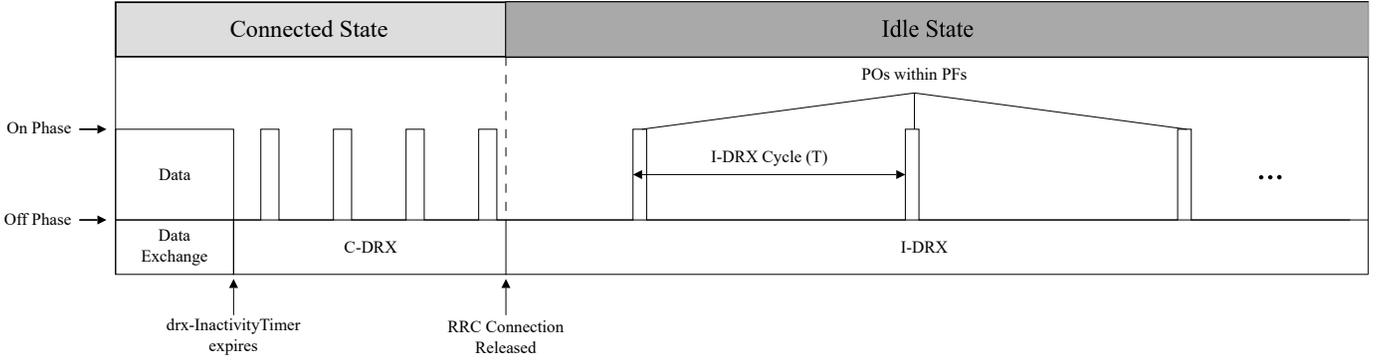 Connected State
Idle State
POs within PFs
On Phase
I-DRX Cycle (T)
Data
...
Off Phase
Data
Exchange
C-DRX
I-DRX
drx-InactivityTimer
expires
RRC Connection
Released